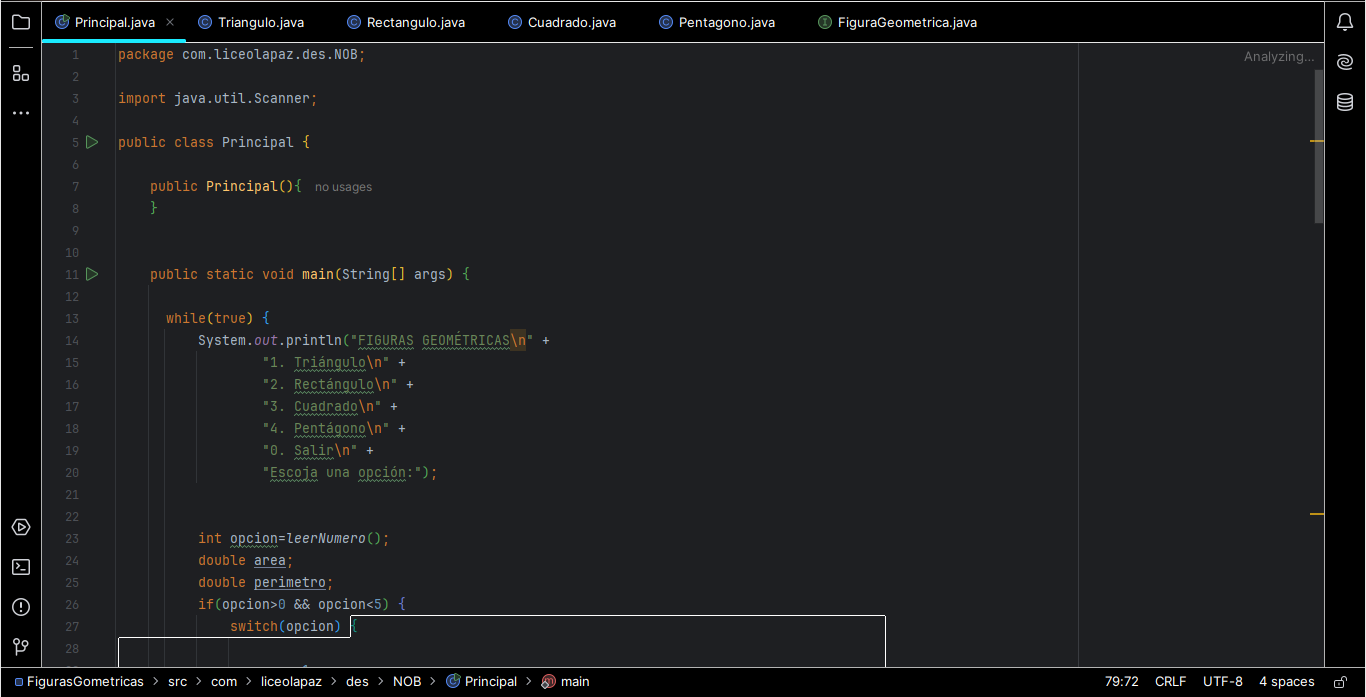 Principal.java Triangulo.java Rectangulo.java Cuadrado.java Pentagono.java FiguraGeometrica.java
Analyzing...
1 package com.liceolapaz.des.NOB;
2
3 import java.util.Scanner;
4
5 public class Principal {
6
7 public Principal(){ no usages
8 }
9
10
11 public static void main(String[] args) {
12
13 while(true) {
14 System.out.println("FIGURAS GEOMÉTRICAS\n" +
15 "1. Triángulo\n" +
16 "2. Rectángulo\n" +
17 "3. Cuadrado\n" +
18 "4. Pentágono\n" +
19 "0. Salir\n" +
20 "Escoja una opción:");
21
22
23 int opcion=leerNumero();
24 double area;
25 double perimetro;
26 if(opcion>0 && opcion<5) {
27 switch(opcion) {
28
FigurasGometricas > src > com > liceolapaz > des > NOB > Principal > main 79:72 CRLF UTF-8 4 spaces